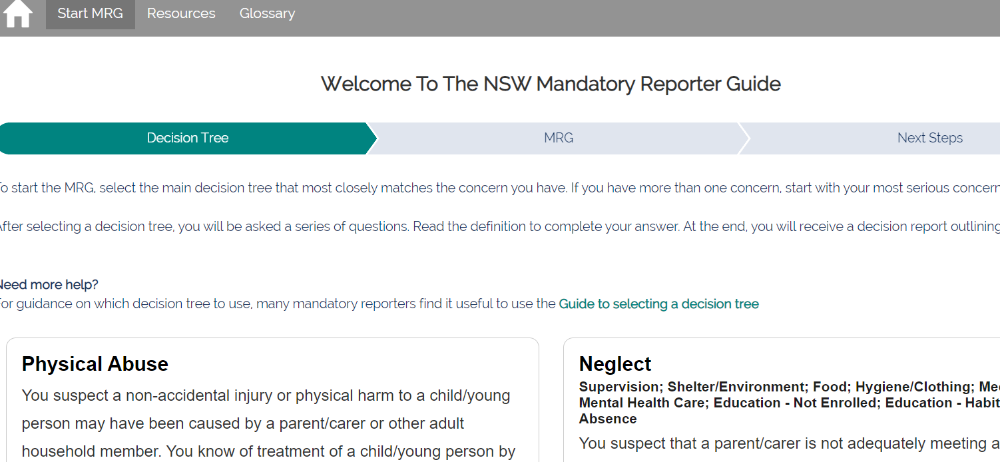 Start MRG Resources Glossary
Welcome To The NSW Mandatory Reporter Guide
Decision Tree MRG Next Steps
To start the MRG, select the main decision tree that most closely matches the concern you have. If you have more than one concern, start with your most serious concern
After selecting a decision tree, you will be asked a series of questions. Read the definition to complete your answer. At the end, you will receive a decision report outlining
Need more help?
For guidance on which decision tree to use, many mandatory reporters find it useful to use the Guide to selecting a decision tree
Physical Abuse
You suspect a non-accidental injury or physical harm to a child/young
person may have been caused by a parent/carer or other adult
household member. You know of treatment of a child/young person by
Neglect
Supervision; Shelter/Environment; Food; Hygiene/Clothing;
Mental Health Care; Education - Not Enrolled; Education -
Absence
You suspect that a parent/carer is not adequately meeting a